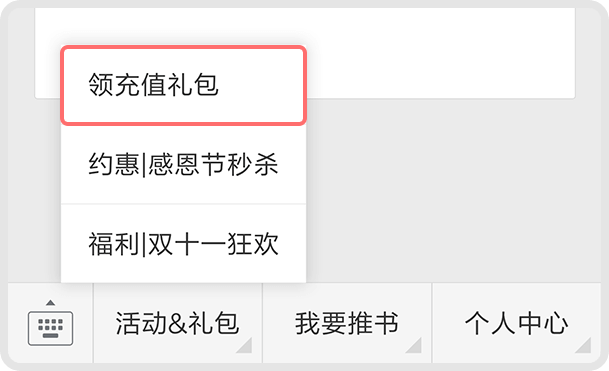 领充值礼包
约惠|感恩节秒杀
福利|双十一狂欢
活动&礼包
我要推书
个人中心